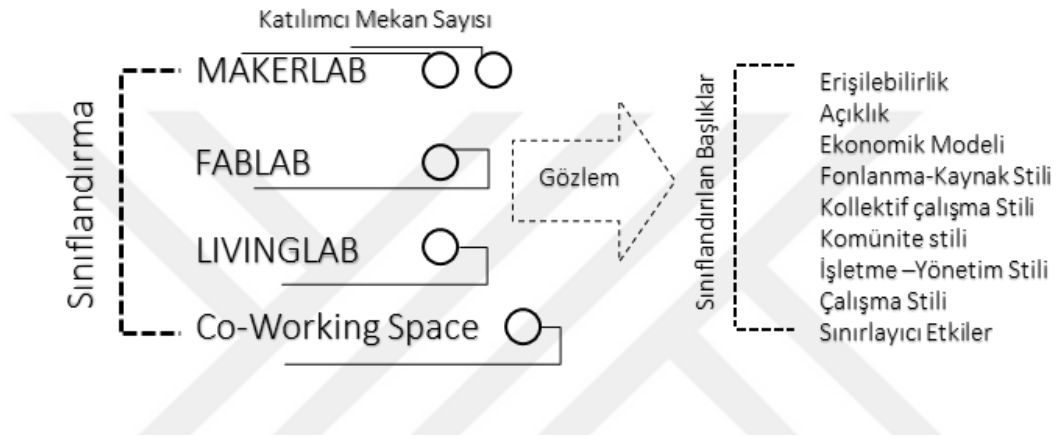 Katılımcı Mekan Sayısı
Sınıflandırma
MAKERLAB
FABLAB
LIVINGLAB
Co-Working Space
Gözlem
Sınıflandırılan Başlıklar
Erişilebilirlik
Açıklık
Ekonomik Modeli
Fonlanma-Kaynak Stili
Kollektif çalışma Stili
Komünite stili
İşletme –Yönetim Stili
Çalışma Stili
Sınırlayıcı Etkiler